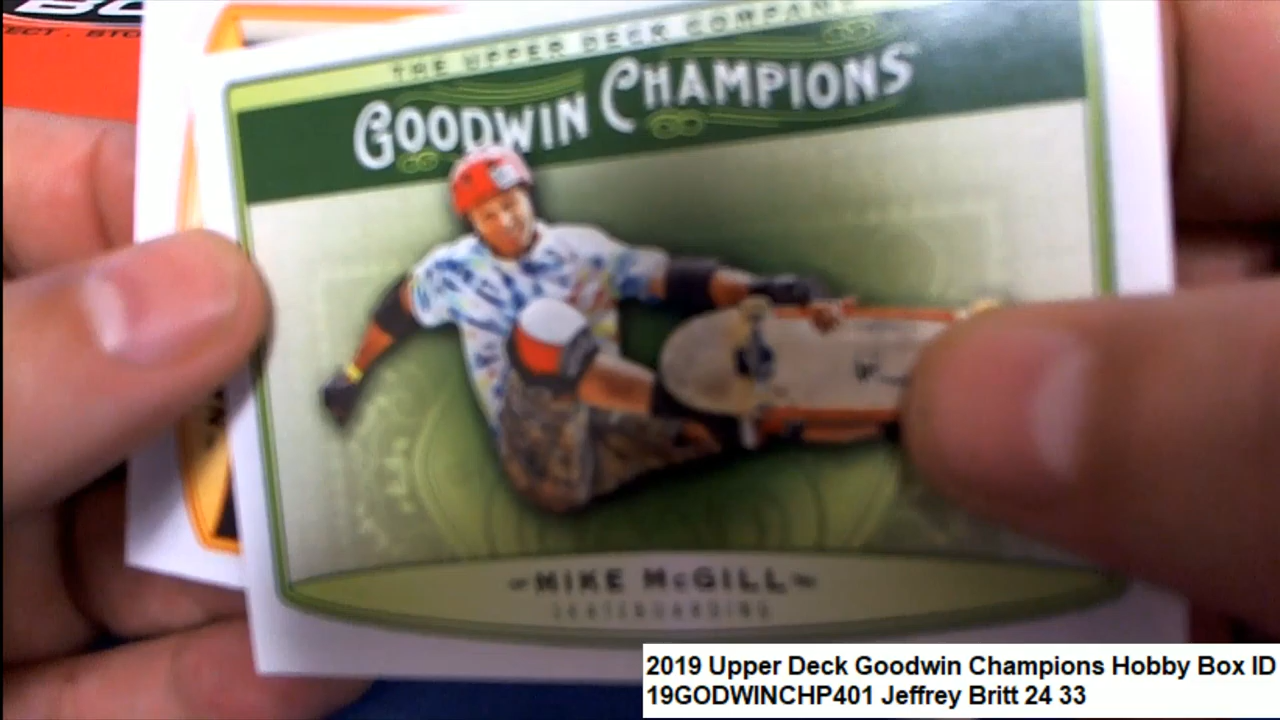 THE UPPER DECK COMPANY
GOODWIN CHAMPIONS
MIKE McGILL
SKATEBOARDING
2019 Upper Deck Goodwin Champions Hobby Box ID
19GODWINCHP401 Jeffrey Britt 24 33